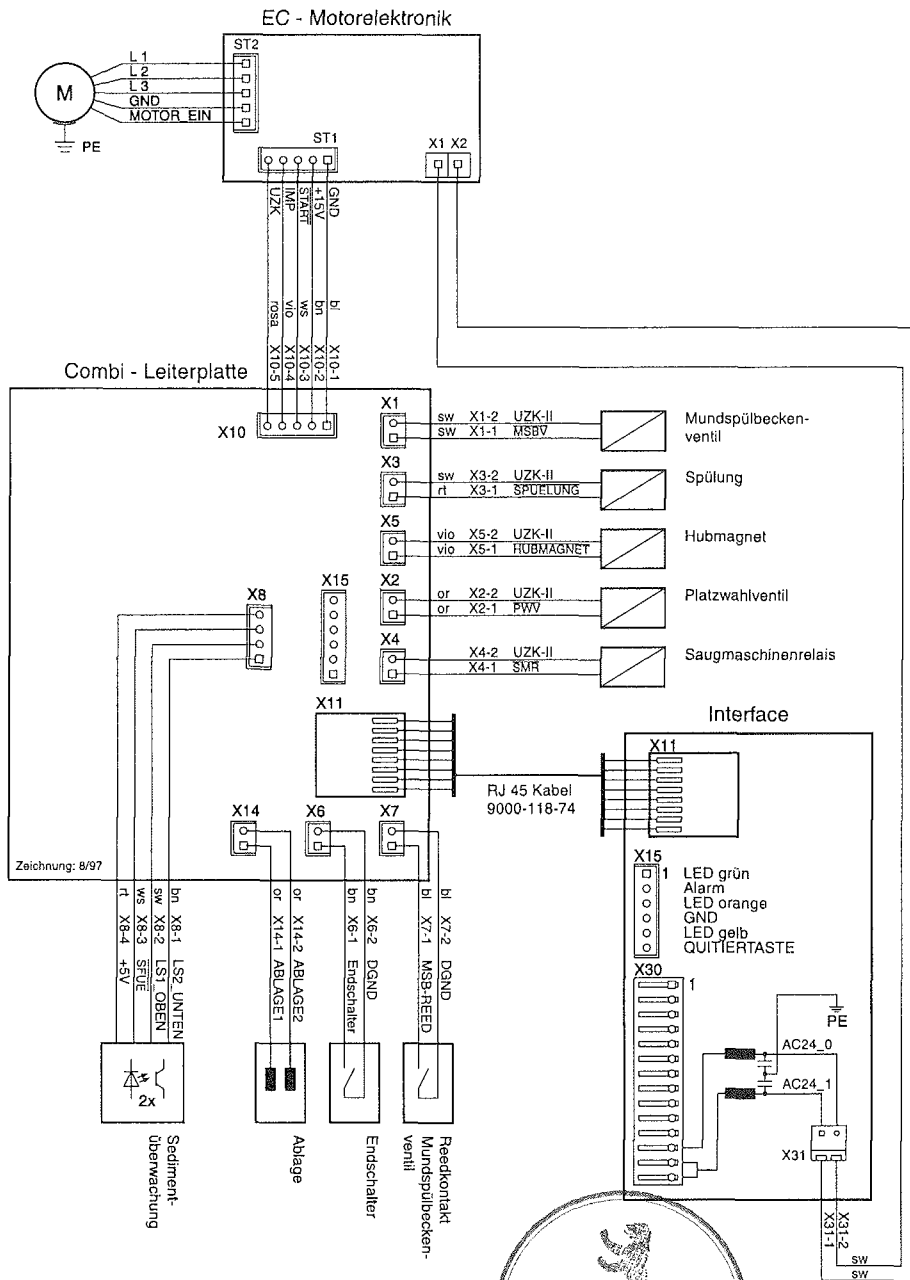 EC - Motorelektronik
ST2
L 1
L 2
L 3
GND
MOTOR_EIN
M
PE
ST1
X1 X2
UZK
IMP
START
+15V
GND
rosa
vio
ws
bn
bl
X10-5
X10-4
X10-3
X10-2
X10-1
Combi - Leiterplatte
X10
X1
sw X1-2 UZK-II
sw X1-1 MSBV
Mundspülbecken-
ventil
X3
sw X3-2 UZK-II
rt X3-1 SPUELUNG
Spülung
X5
vio X5-2 UZK-II
vio X5-1 HUBMAGNET
Hubmagnet
X8
X15
X2
or X2-2 UZK-II
or X2-1 PWV
Platzwahlventil
X4
X4-2 UZK-II
X4-1 SMR
Saugmaschinenrelais
X11
Interface
X11
RJ 45 Kabel
9000-118-74
X14
X6
X7
Zeichnung: 8/97
X15
1 LED grün
Alarm
LED orange
GND
LED gelb
QUITIERTASTE
X30
1
PE
AC24_0
AC24_1
X31
X31-1
X31-2
sw
sw
rt X8-4 +5V
ws X8-3 SFUE
sw X8-2 LS1_OBEN
bn X8-1 LS2_UNTEN
or X14-1 ABLAGE1
or X14-2 ABLAGE2
bn X6-1 Endschalter
bn X6-2 DGND
bl X7-1 MSB-REED
bl X7-2 DGND
2x
Sediment-
überwachung
Ablage
Endschalter
Reedkontakt
Mundspülbecken-
ventil